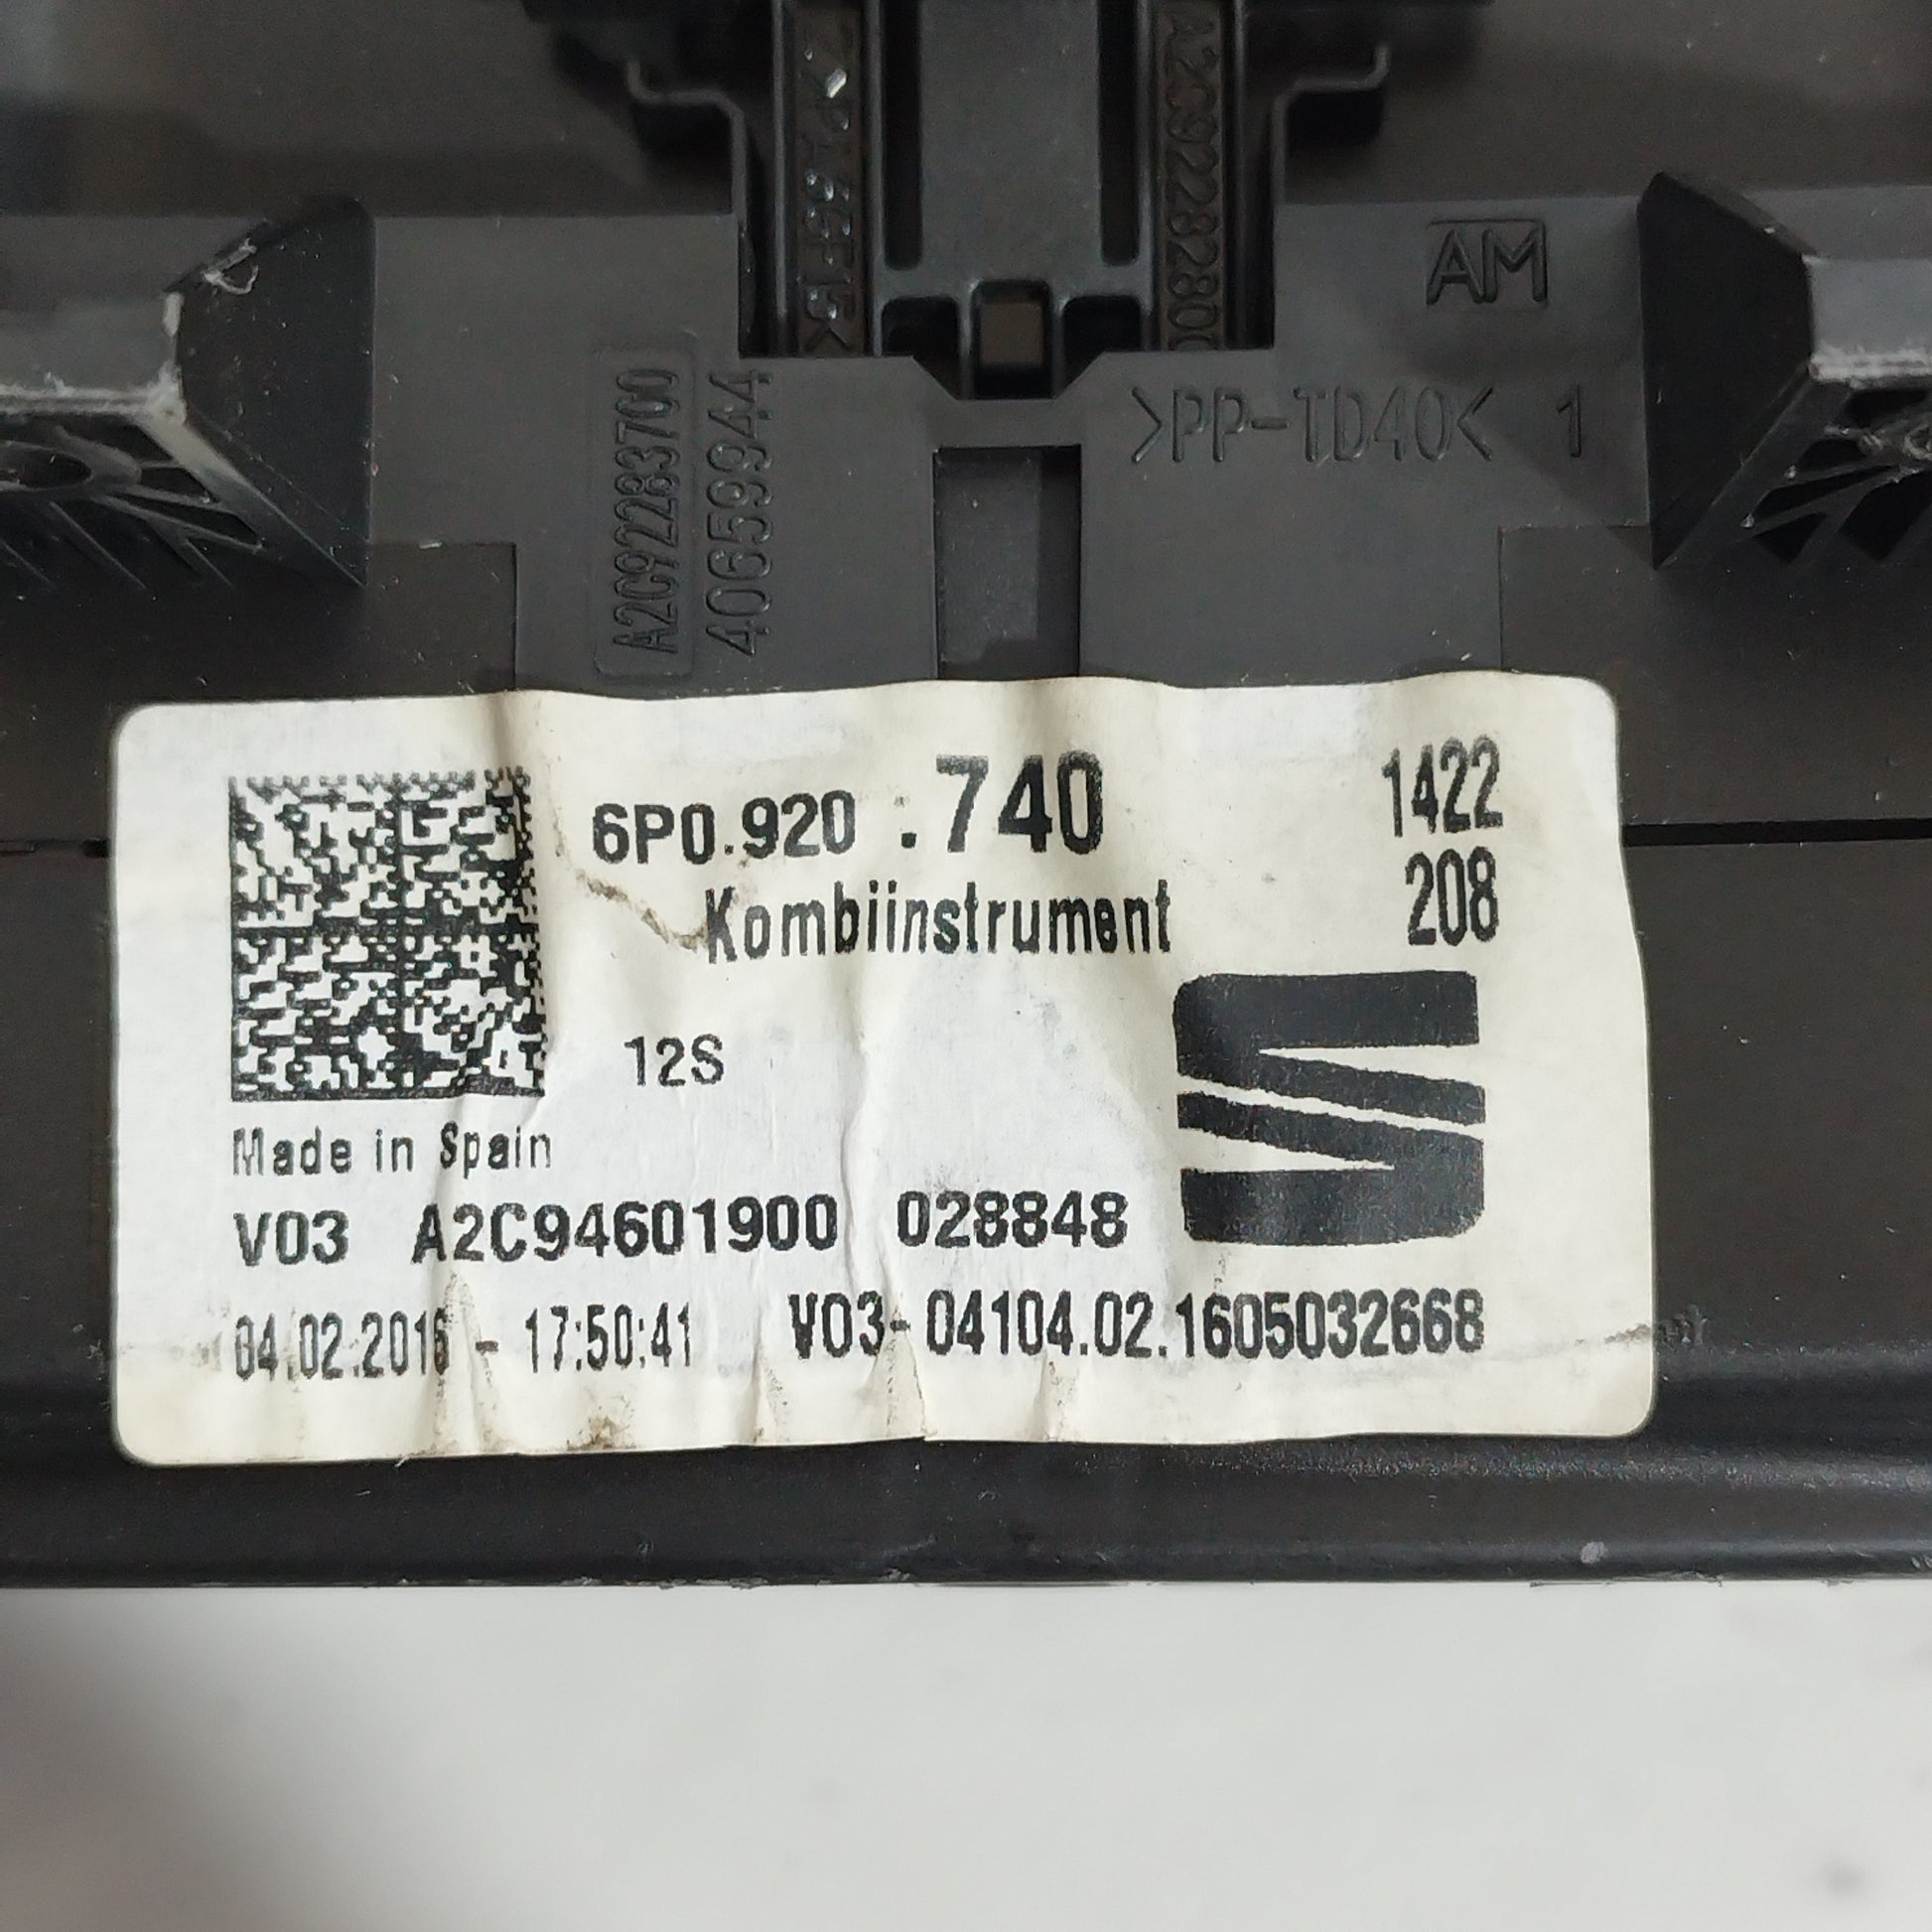 A2C92283700
40659944
AM
>PP-TD40< 1
6P0.920 .740
1422
Kombiinstrument
208
12S
Made in Spain
V03 A2C94601900 028848
04.02.2016 - 17:50:41 V03- 04104.02.1605032668